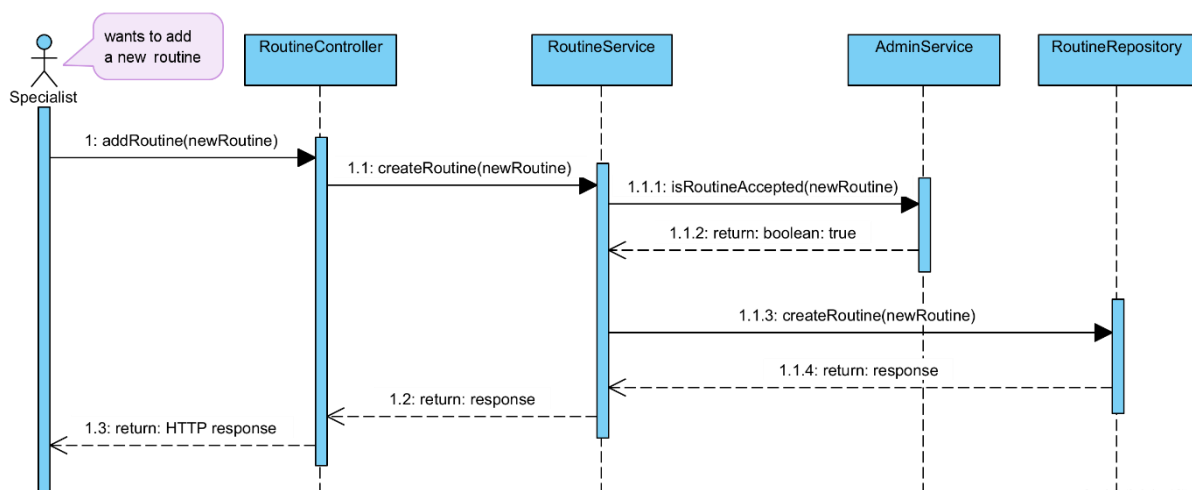 wants to add
a new routine
Specialist
RoutineController
RoutineService
AdminService
RoutineRepository
1: addRoutine(newRoutine)
1.1: createRoutine(newRoutine)
1.1.1: isRoutineAccepted(newRoutine)
1.1.2: return: boolean: true
1.1.3: createRoutine(newRoutine)
1.1.4: return: response
1.2: return: response
1.3: return: HTTP response